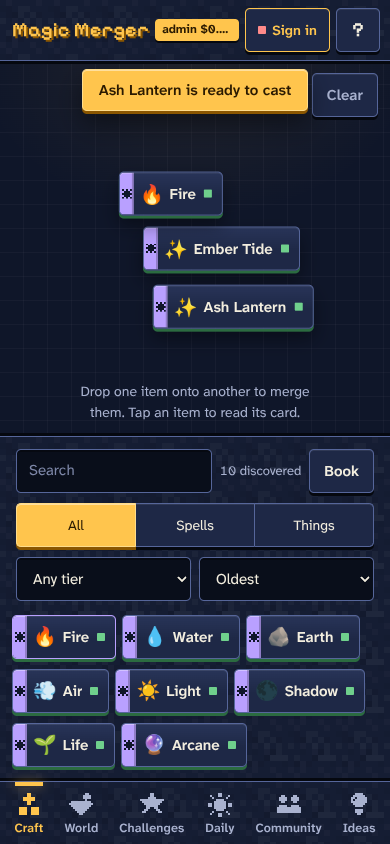 Magic Merger
admin $0....
Sign in
?
Ash Lantern is ready to cast
Clear
Fire
Ember Tide
Ash Lantern
Drop one item onto another to merge
them. Tap an item to read its card.
Search
10 discovered
Book
All
Spells
Things
Any tier
Oldest
Fire
Water
Earth
Air
Light
Shadow
Life
Arcane
Craft
World
Challenges
Daily
Community
Ideas